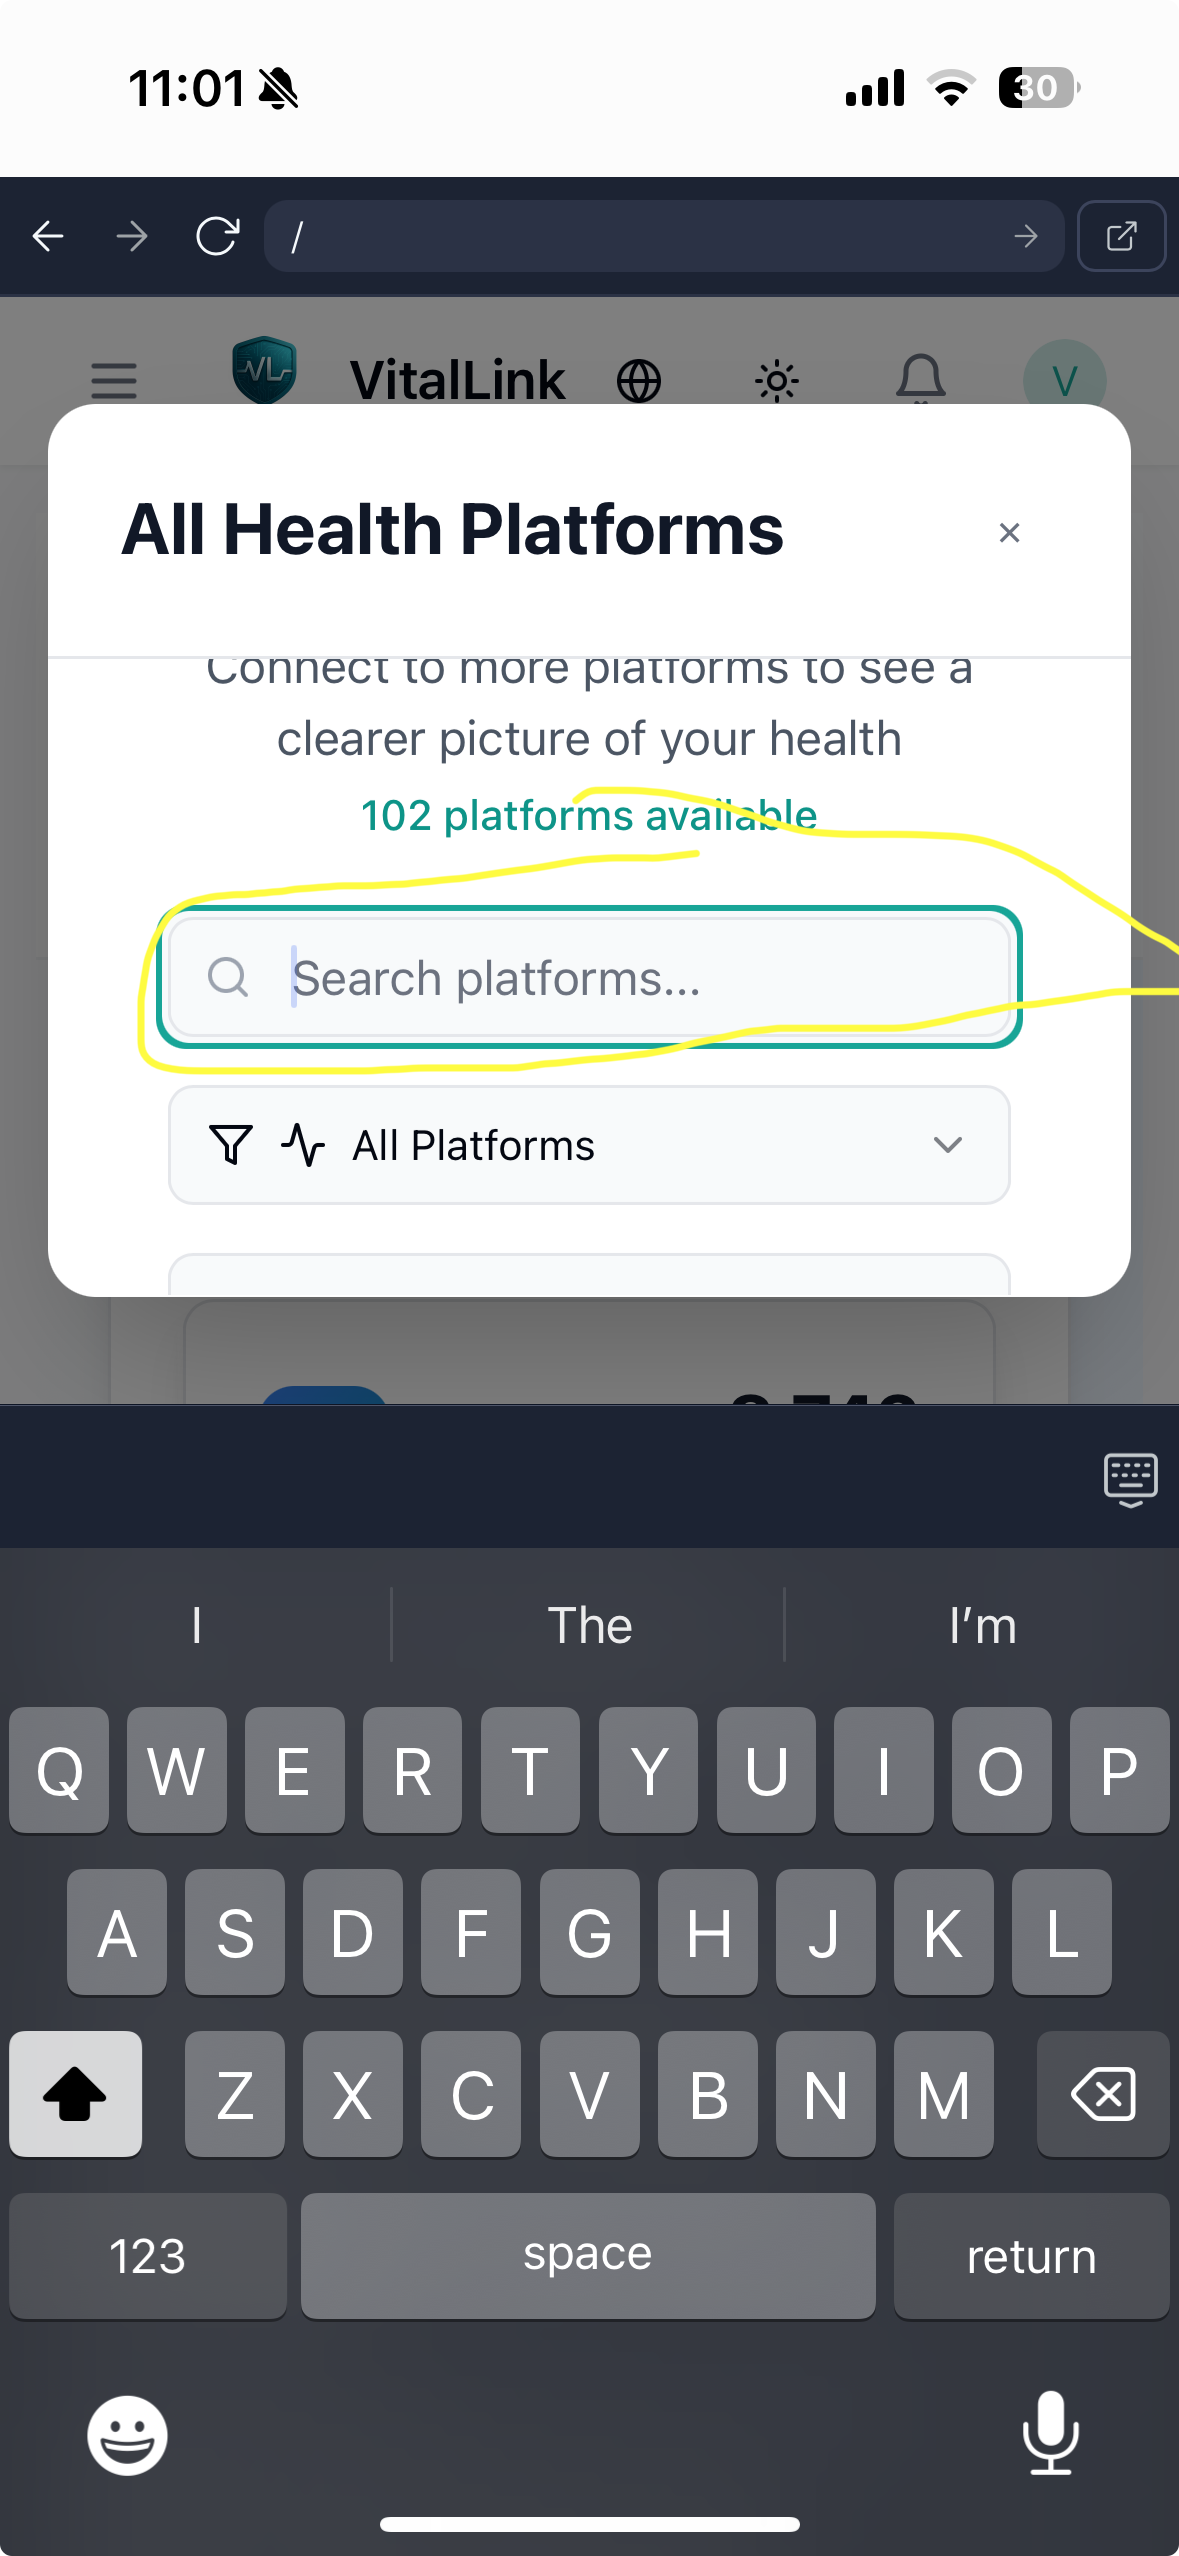 11:01
30
/
VL
VitalLink
V
All Health Platforms
×
Connect to more platforms to see a
clearer picture of your health
102 platforms available
Search platforms...
All Platforms
I
The
I’m
Q W E R T Y U I O P
A S D F G H J K L
Z X C V B N M
123
space
return